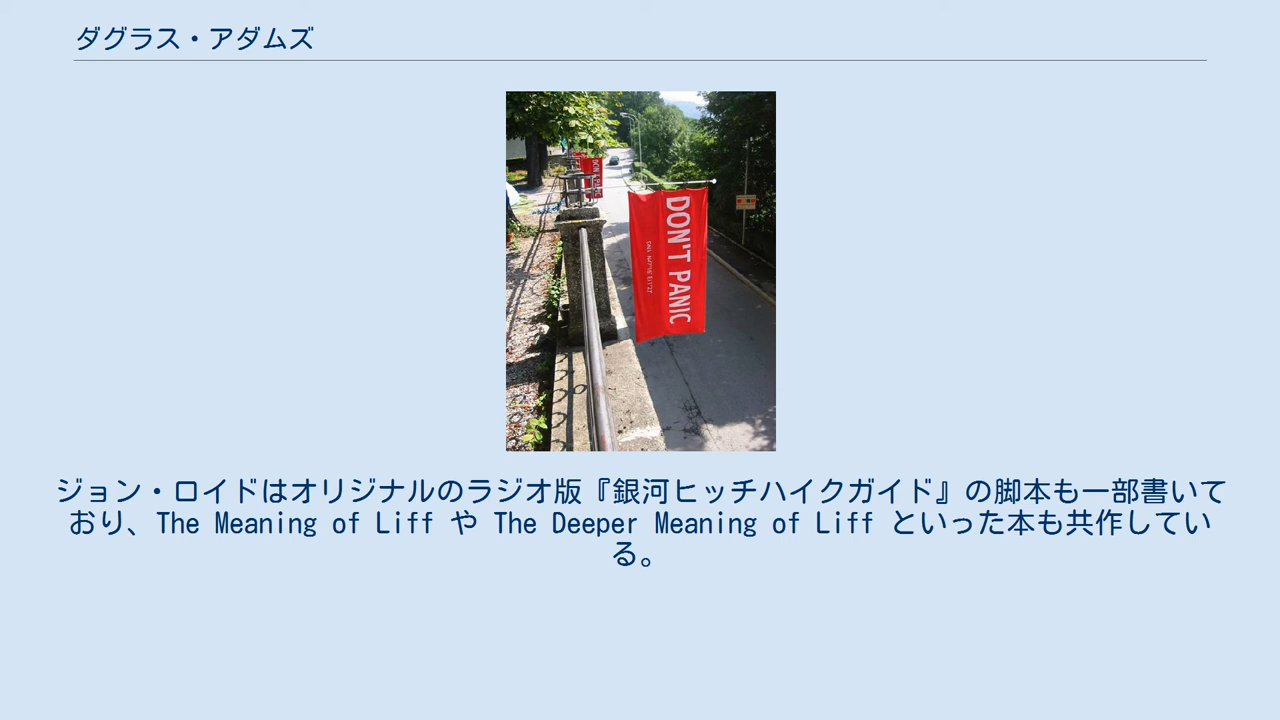 ダグラス・アダムズ
DON'T PANIC
DON'T PANIC
ジョン・ロイドはオリジナルのラジオ版『銀河ヒッチハイクガイド』の脚本も一部書いて
おり、The Meaning of Liff や The Deeper Meaning of Liff といった本も共作してい
る。